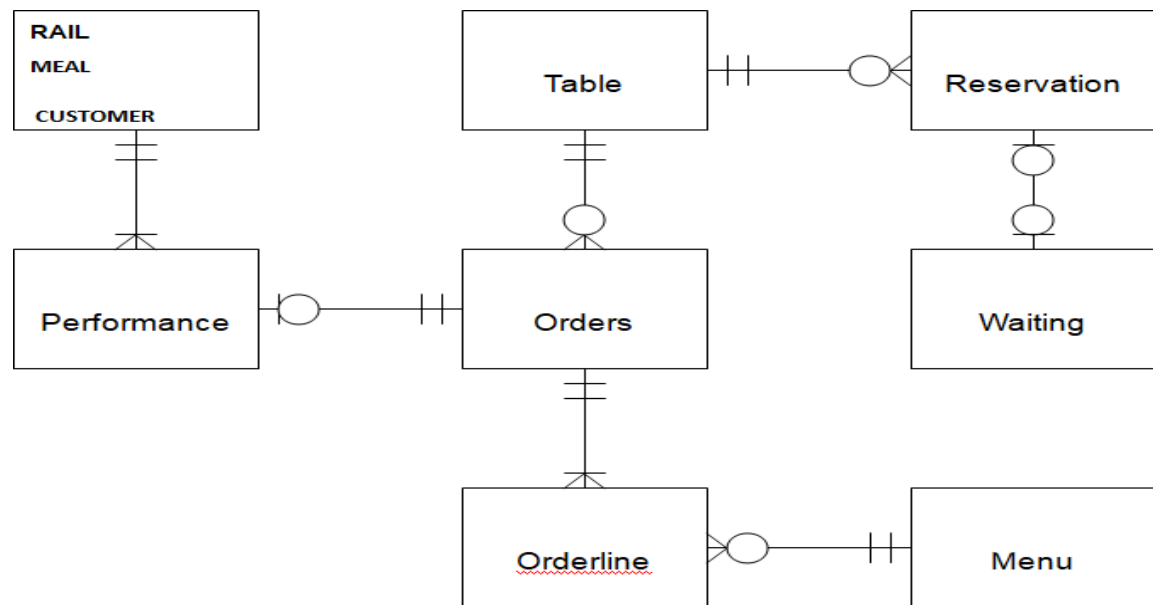 RAIL
MEAL
CUSTOMER
Table
Reservation
Performance
Orders
Waiting
Orderline
Menu